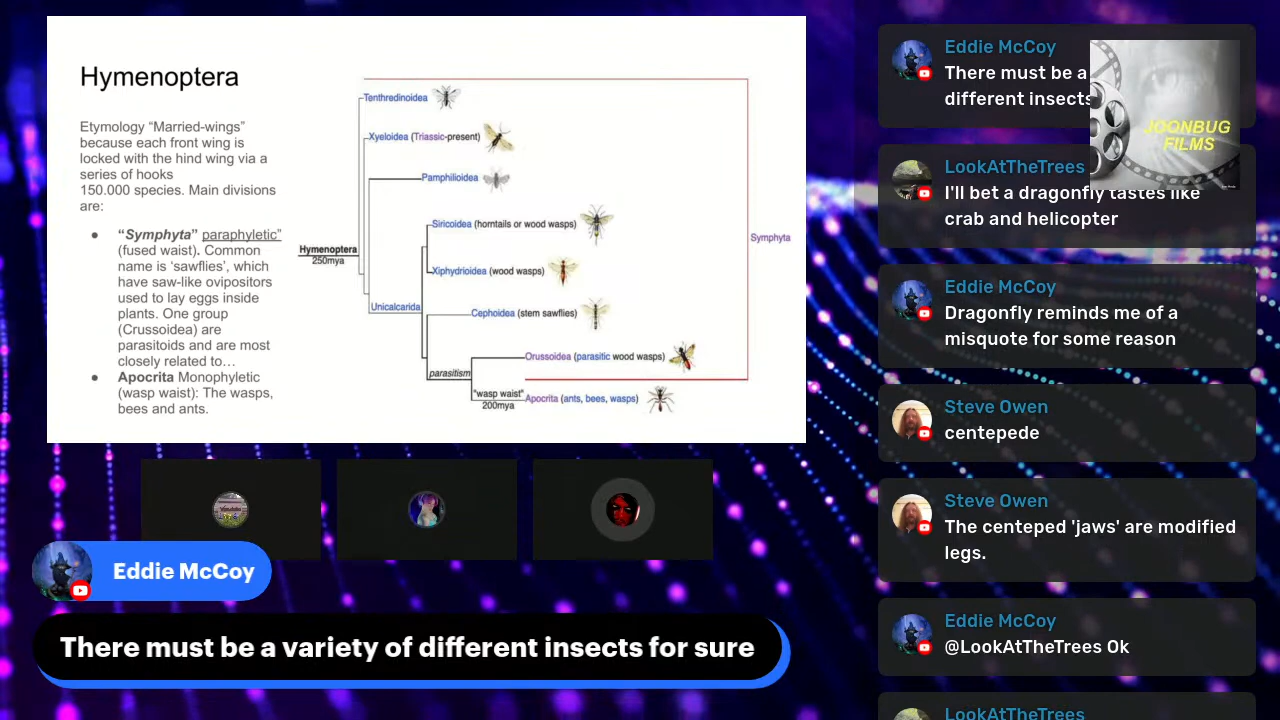 Hymenoptera
Etymology “Married-wings”
because each front wing is
locked with the hind wing via a
series of hooks
150.000 species. Main divisions
are:
● “Symphyta” paraphyletic”
(fused waist). Common
name is ‘sawflies’, which
have saw-like ovipositors
used to lay eggs inside
plants. One group
(Crussoidea) are
parasitoids and are most
closely related to…
● Apocrita Monophyletic
(wasp waist): The wasps,
bees and ants.
Tenthredinoidea
Xyeloidea (Triassic-present)
Pamphilioidea
Siricoidea (horntails or wood wasps)
Symphyta
Hymenoptera
250mya
Xiphydrioidea (wood wasps)
Unicalcarida
Cephoidea (stem sawflies)
Orussoidea (parasitic wood wasps)
parasitism
"wasp waist"
200mya
Apocrita (ants, bees, wasps)
Eddie McCoy
There must be a variety of different insects for sure
Eddie McCoy
There must be a
different insects
JOONBUG
FILMS
LookAtTheTrees
I'll bet a dragonfly tastes like
crab and helicopter
Eddie McCoy
Dragonfly reminds me of a
misquote for some reason
Steve Owen
centepede
Steve Owen
The centeped 'jaws' are modified
legs.
Eddie McCoy
@LookAtTheTrees Ok
LookAtTheTrees